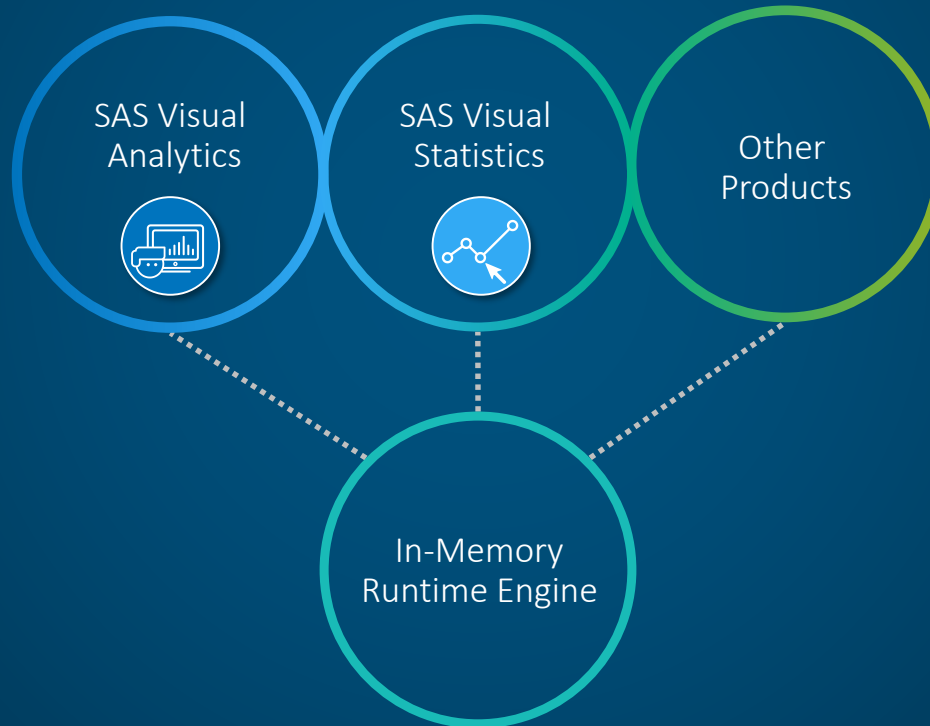 SAS Visual
Analytics
SAS Visual
Statistics
Other
Products
In-Memory
Runtime Engine